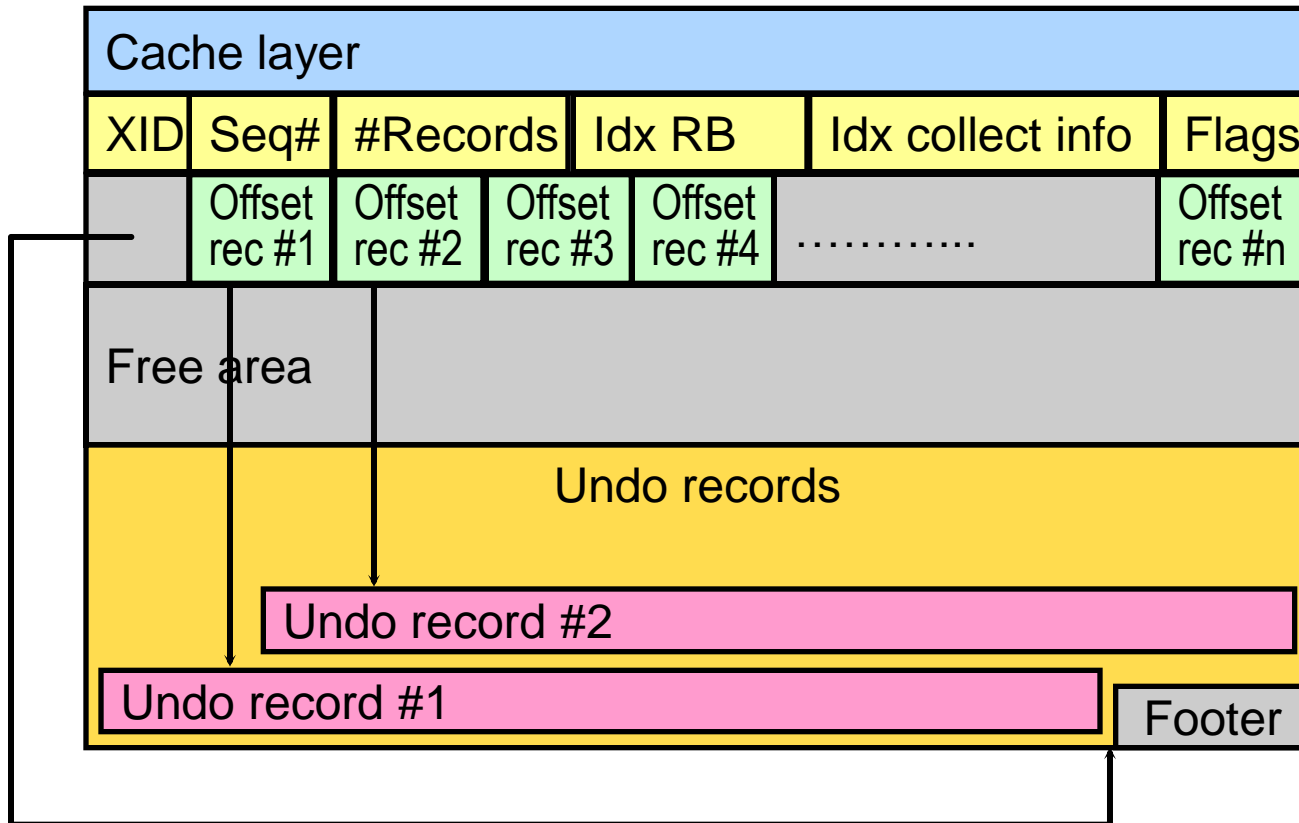 Cache layer
XID Seq# #Records Idx RB Idx collect info Flags
Offset Offset Offset Offset Offset
rec #1 rec #2 rec #3 rec #4 ………… rec #n
Free area
Undo records
Undo record #2
Undo record #1
Footer